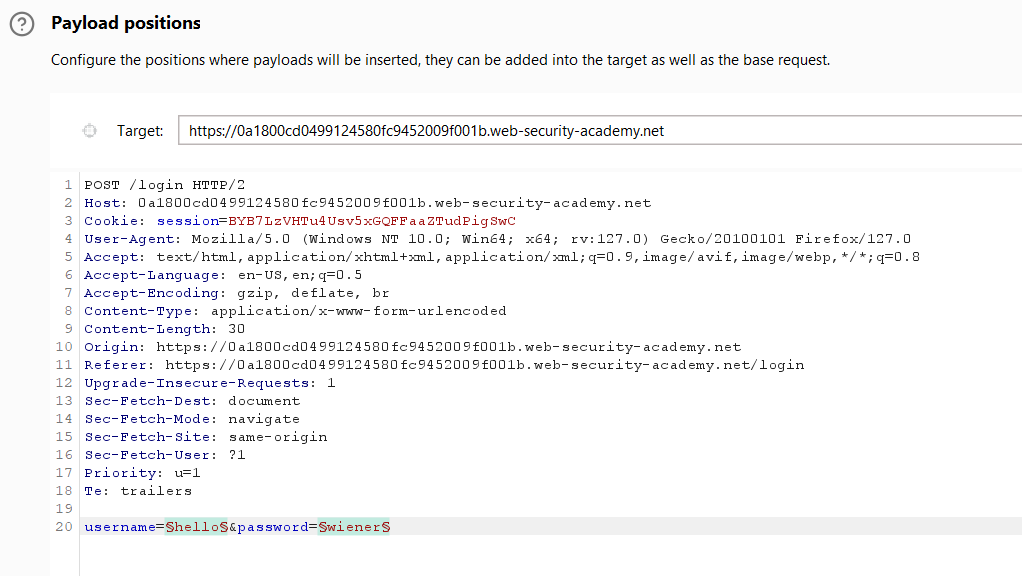 Payload positions
Configure the positions where payloads will be inserted, they can be added into the target as well as the base request.
Target: https://0a1800cd0499124580fc9452009f001b.web-security-academy.net
1 POST /login HTTP/2
2 Host: 0a1800cd0499124580fc9452009f001b.web-security-academy.net
3 Cookie: session=BYB7LzVHTu4Usv5xGQFFaaZTudPigSwC
4 User-Agent: Mozilla/5.0 (Windows NT 10.0; Win64; x64; rv:127.0) Gecko/20100101 Firefox/127.0
5 Accept: text/html,application/xhtml+xml,application/xml;q=0.9,image/avif,image/webp,*/*;q=0.8
6 Accept-Language: en-US,en;q=0.5
7 Accept-Encoding: gzip, deflate, br
8 Content-Type: application/x-www-form-urlencoded
9 Content-Length: 30
10 Origin: https://0a1800cd0499124580fc9452009f001b.web-security-academy.net
11 Referer: https://0a1800cd0499124580fc9452009f001b.web-security-academy.net/login
12 Upgrade-Insecure-Requests: 1
13 Sec-Fetch-Dest: document
14 Sec-Fetch-Mode: navigate
15 Sec-Fetch-Site: same-origin
16 Sec-Fetch-User: ?1
17 Priority: u=1
18 Te: trailers
19
20 username=§hello§&password=§wiener§